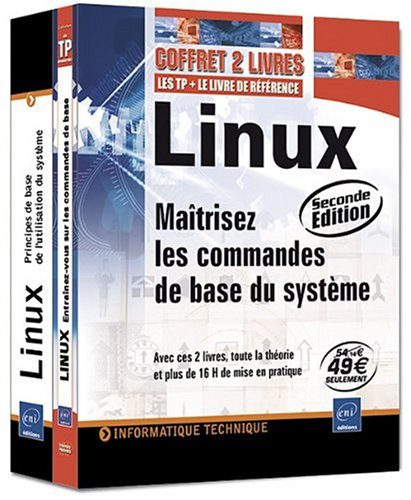 COFFRET 2 LIVRES
LES TP + LE LIVRE DE RÉFÉRENCE
Linux
Seconde
Edition
Maîtrisez
les commandes
de base du système
Avec ces 2 livres, toute la théorie
et plus de 16 H de mise en pratique
49€
SEULEMENT
INFORMATIQUE TECHNIQUE
Linux
Principes de base
de l'utilisation du système
eni
éditions
TP
LINUX Entraînez-vous sur les commandes de base
eni
éditions